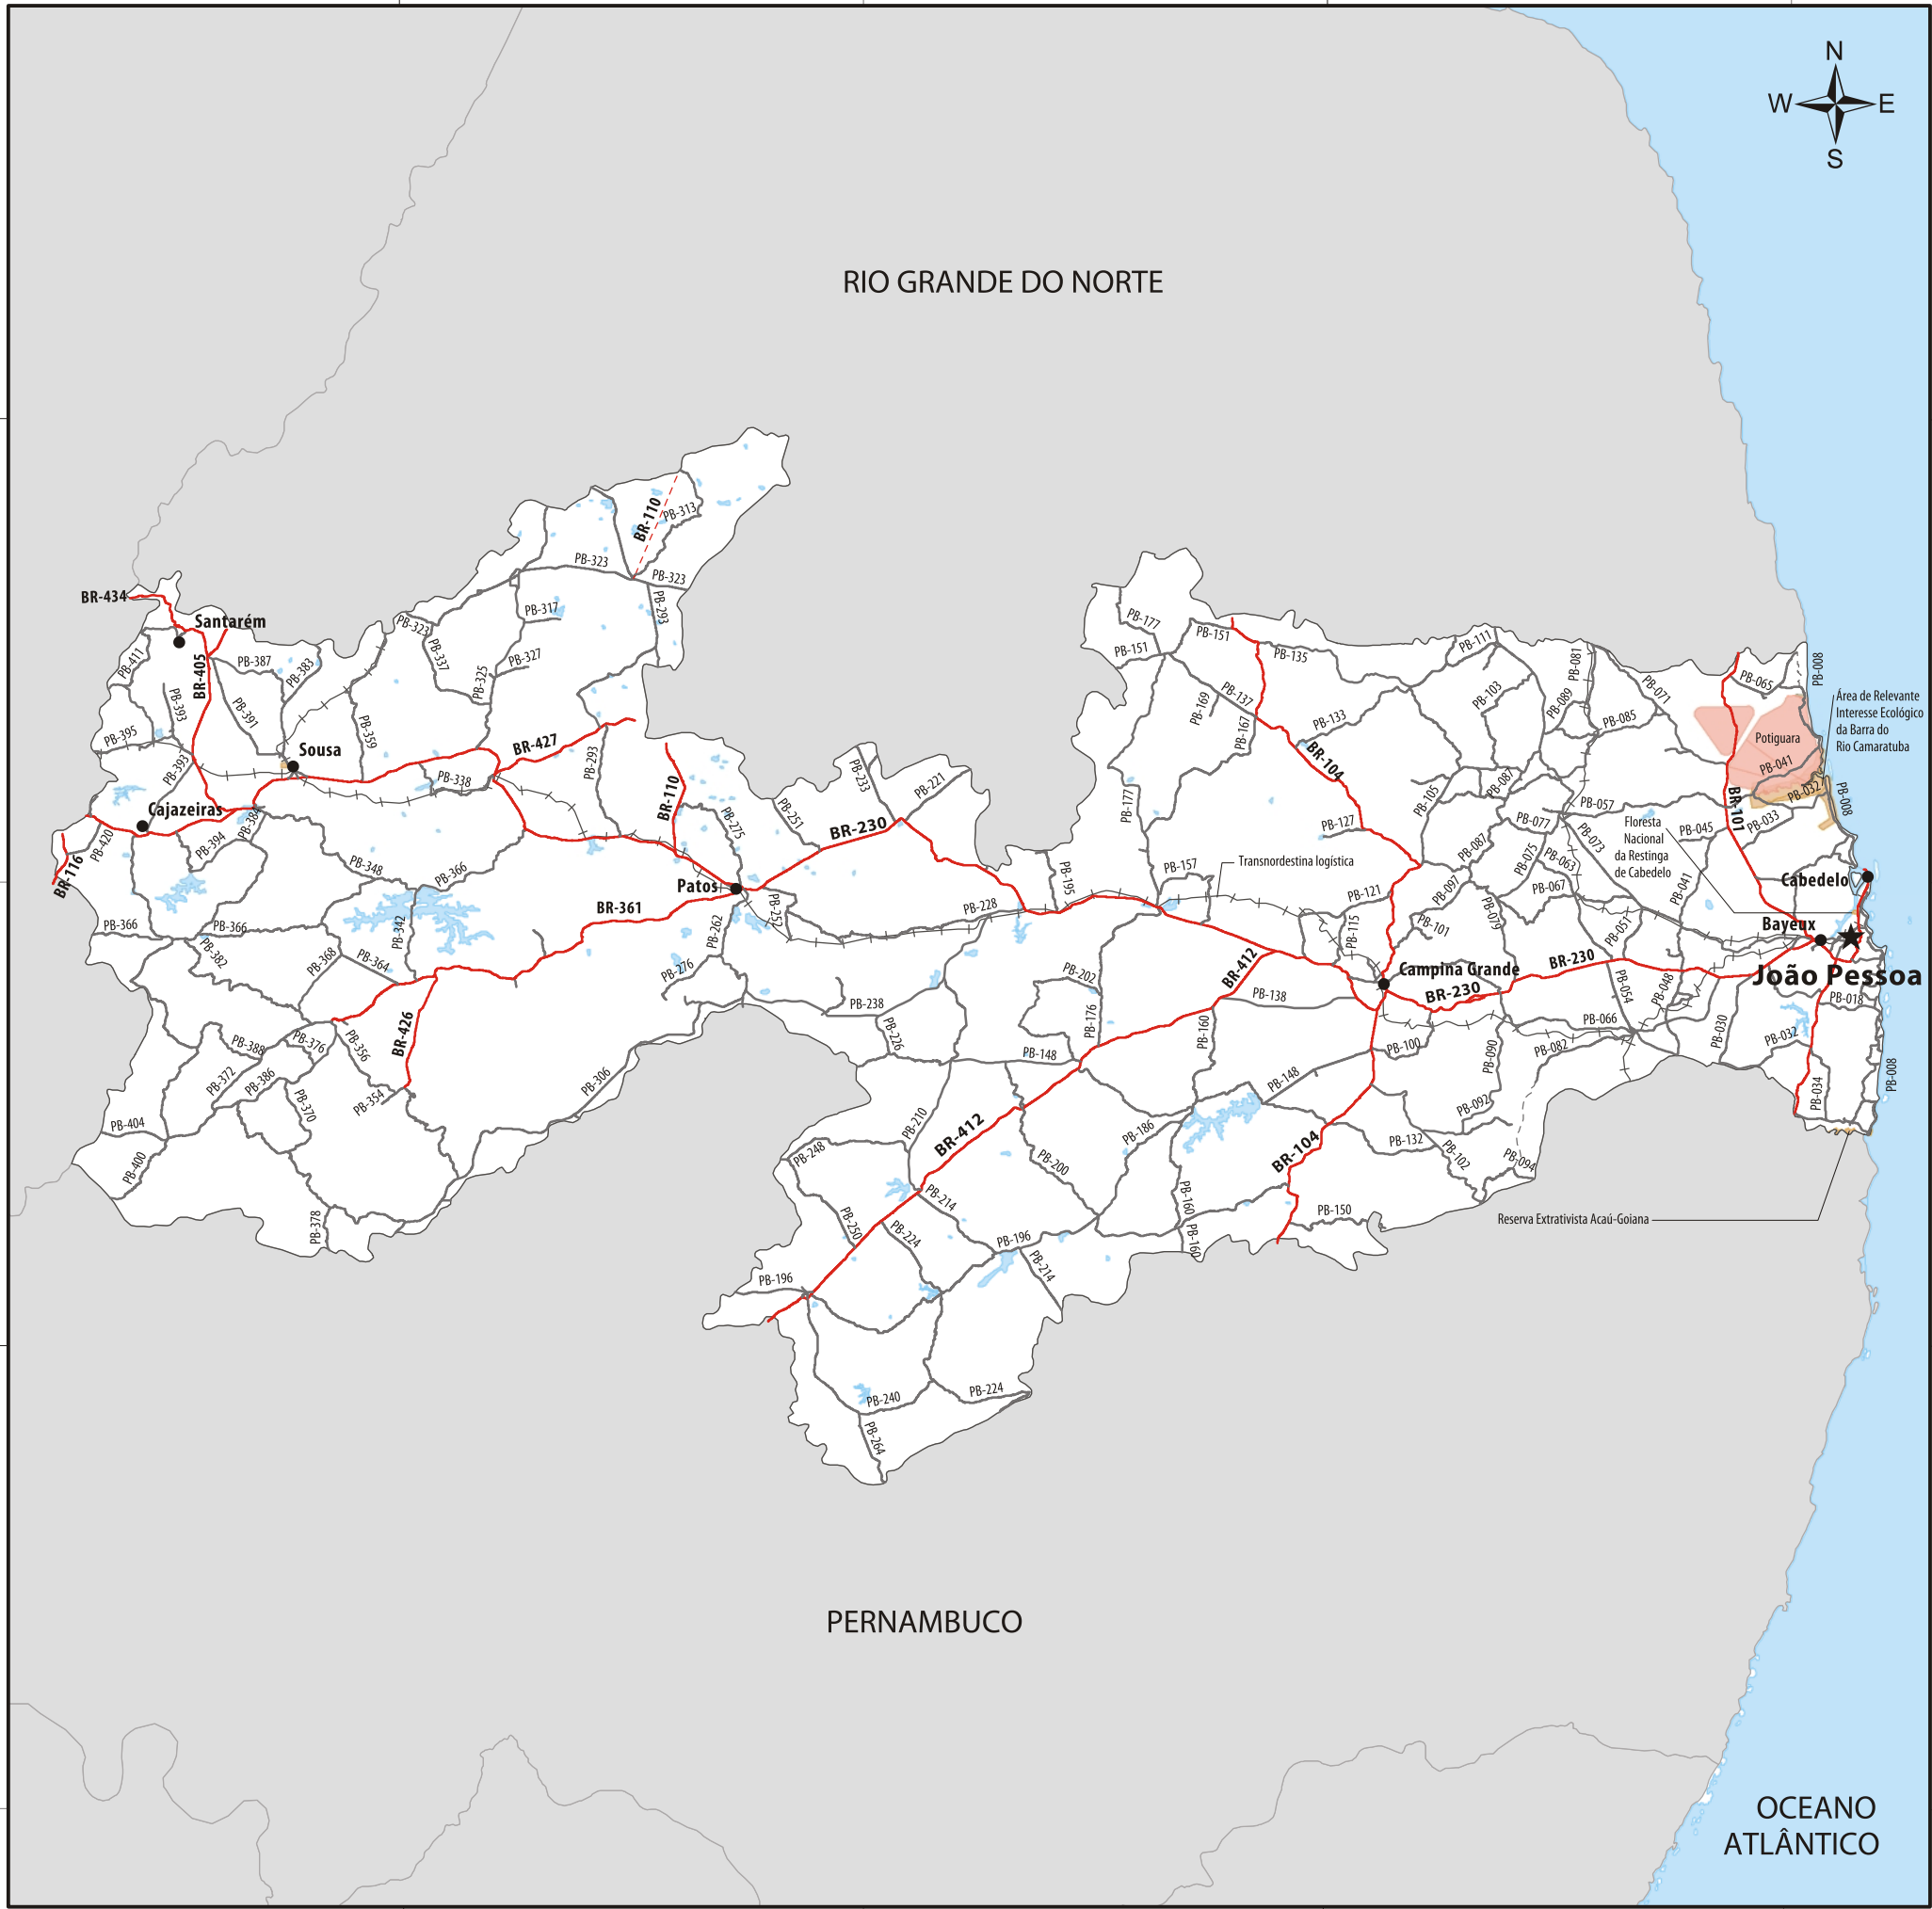 N
W
E
S
RIO GRANDE DO NORTE
BR-110
PB-313
PB-323
PB-323
PB-293
BR-434
Santarém
PB-317
PB-323
PB-337
PB-327
PB-325
PB-411
BR-405
PB-387
PB-383
PB-393
PB-391
PB-395
PB-359
Sousa
BR-427
PB-293
PB-393
PB-338
BR-110
Cajazeiras
PB-384
PB-394
PB-420
BR-116
PB-275
PB-251
PB-233
PB-221
BR-230
PB-348
PB-366
Patos
BR-361
PB-252
PB-262
PB-228
PB-195
PB-366
PB-366
PB-342
PB-382
PB-368
PB-364
PB-276
PB-238
PB-226
BR-426
PB-388
PB-376
PB-356
PB-372
PB-386
PB-354
PB-370
PB-306
PB-404
PB-400
PB-378
PB-177
PB-151
PB-151
PB-135
PB-111
PB-081
PB-137
PB-169
PB-167
PB-133
PB-103
PB-089
PB-085
PB-071
PB-065
PB-008
Área de Relevante
Interesse Ecológico
da Barra do
Rio Camaratuba
Potiguara
PB-041
PB-032
PB-008
BR-104
PB-177
PB-105
PB-087
PB-057
PB-077
PB-127
PB-087
PB-075
PB-063
PB-073
PB-045
PB-033
BR-101
Floresta
Nacional
da Restinga
de Cabedelo
PB-157
Transnordestina logística
PB-121
PB-097
PB-067
PB-079
PB-041
Cabedelo
PB-115
PB-101
PB-051
Bayeux
João Pessoa
Campina Grande
BR-230
BR-230
PB-054
PB-048
PB-018
BR-412
PB-202
PB-176
PB-138
PB-160
PB-148
PB-066
PB-082
PB-030
PB-032
PB-034
PB-008
PB-100
PB-090
PB-148
PB-092
PB-210
BR-412
PB-186
PB-200
BR-104
PB-132
PB-102
PB-094
PB-248
PB-250
PB-214
PB-224
PB-196
PB-214
PB-160
PB-160
PB-150
Reserva Extrativista Acaú-Goiana
PB-196
PB-240
PB-224
PB-264
PERNAMBUCO
OCEANO
ATLÂNTICO